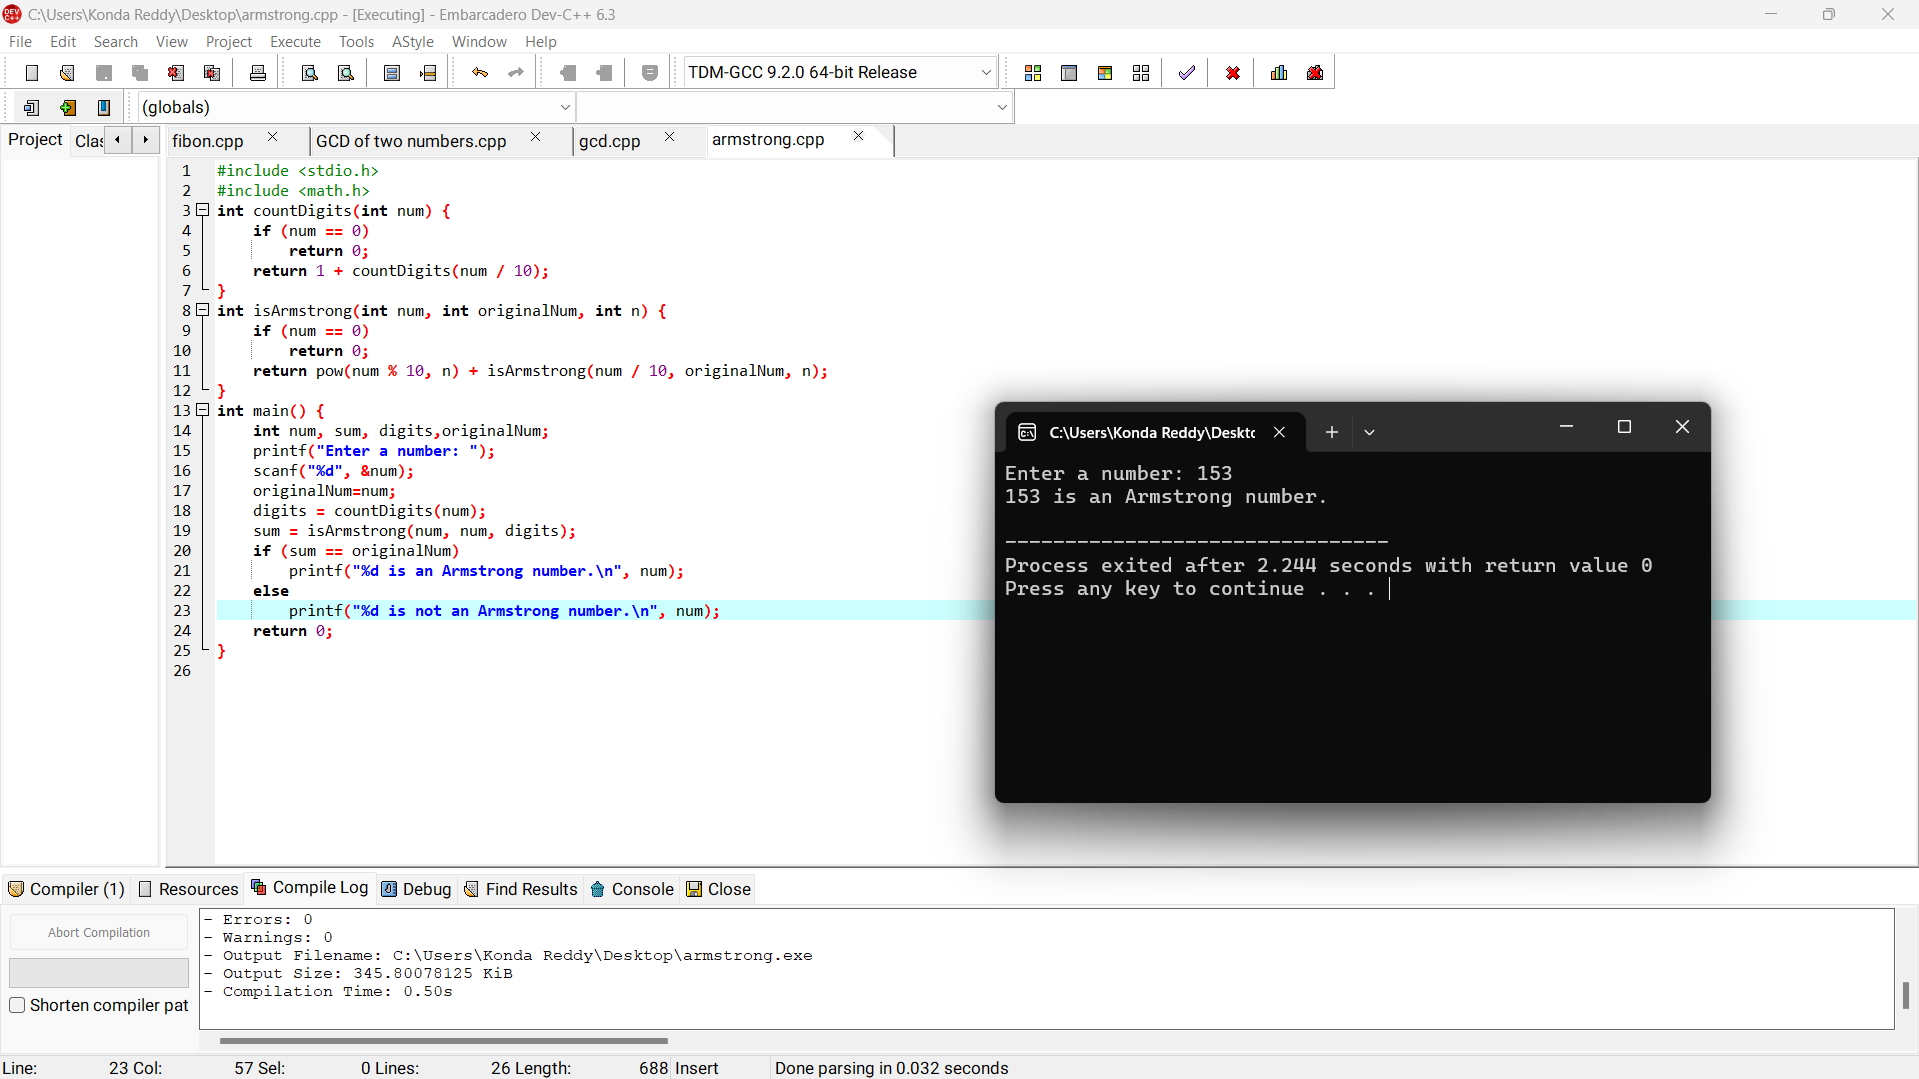 C:\Users\Konda Reddy\Desktop\armstrong.cpp - [Executing] - Embarcadero Dev-C++ 6.3
File Edit Search View Project Execute Tools AStyle Window Help
TDM-GCC 9.2.0 64-bit Release
(globals)
Project Clas fibon.cpp GCD of two numbers.cpp gcd.cpp armstrong.cpp
1 #include <stdio.h>
2 #include <math.h>
3 int countDigits(int num) {
4 if (num == 0)
5 return 0;
6 return 1 + countDigits(num / 10);
7 }
8 int isArmstrong(int num, int originalNum, int n) {
9 if (num == 0)
10 return 0;
11 return pow(num % 10, n) + isArmstrong(num / 10, originalNum, n);
12 }
13 int main() {
14 int num, sum, digits,originalNum;
15 printf("Enter a number: ");
16 scanf("%d", &num);
17 originalNum=num;
18 digits = countDigits(num);
19 sum = isArmstrong(num, num, digits);
20 if (sum == originalNum)
21 printf("%d is an Armstrong number.\n", num);
22 else
23 printf("%d is not an Armstrong number.\n", num);
24 return 0;
25 }
26
C:\Users\Konda Reddy\Deskto
Enter a number: 153
153 is an Armstrong number.
--------------------------------
Process exited after 2.244 seconds with return value 0
Press any key to continue . . .
Compiler (1) Resources Compile Log Debug Find Results Console Close
Abort Compilation
Shorten compiler pat
- Errors: 0
- Warnings: 0
- Output Filename: C:\Users\Konda Reddy\Desktop\armstrong.exe
- Output Size: 345.80078125 KiB
- Compilation Time: 0.50s
Line: 23 Col: 57 Sel: 0 Lines: 26 Length: 688 Insert Done parsing in 0.032 seconds